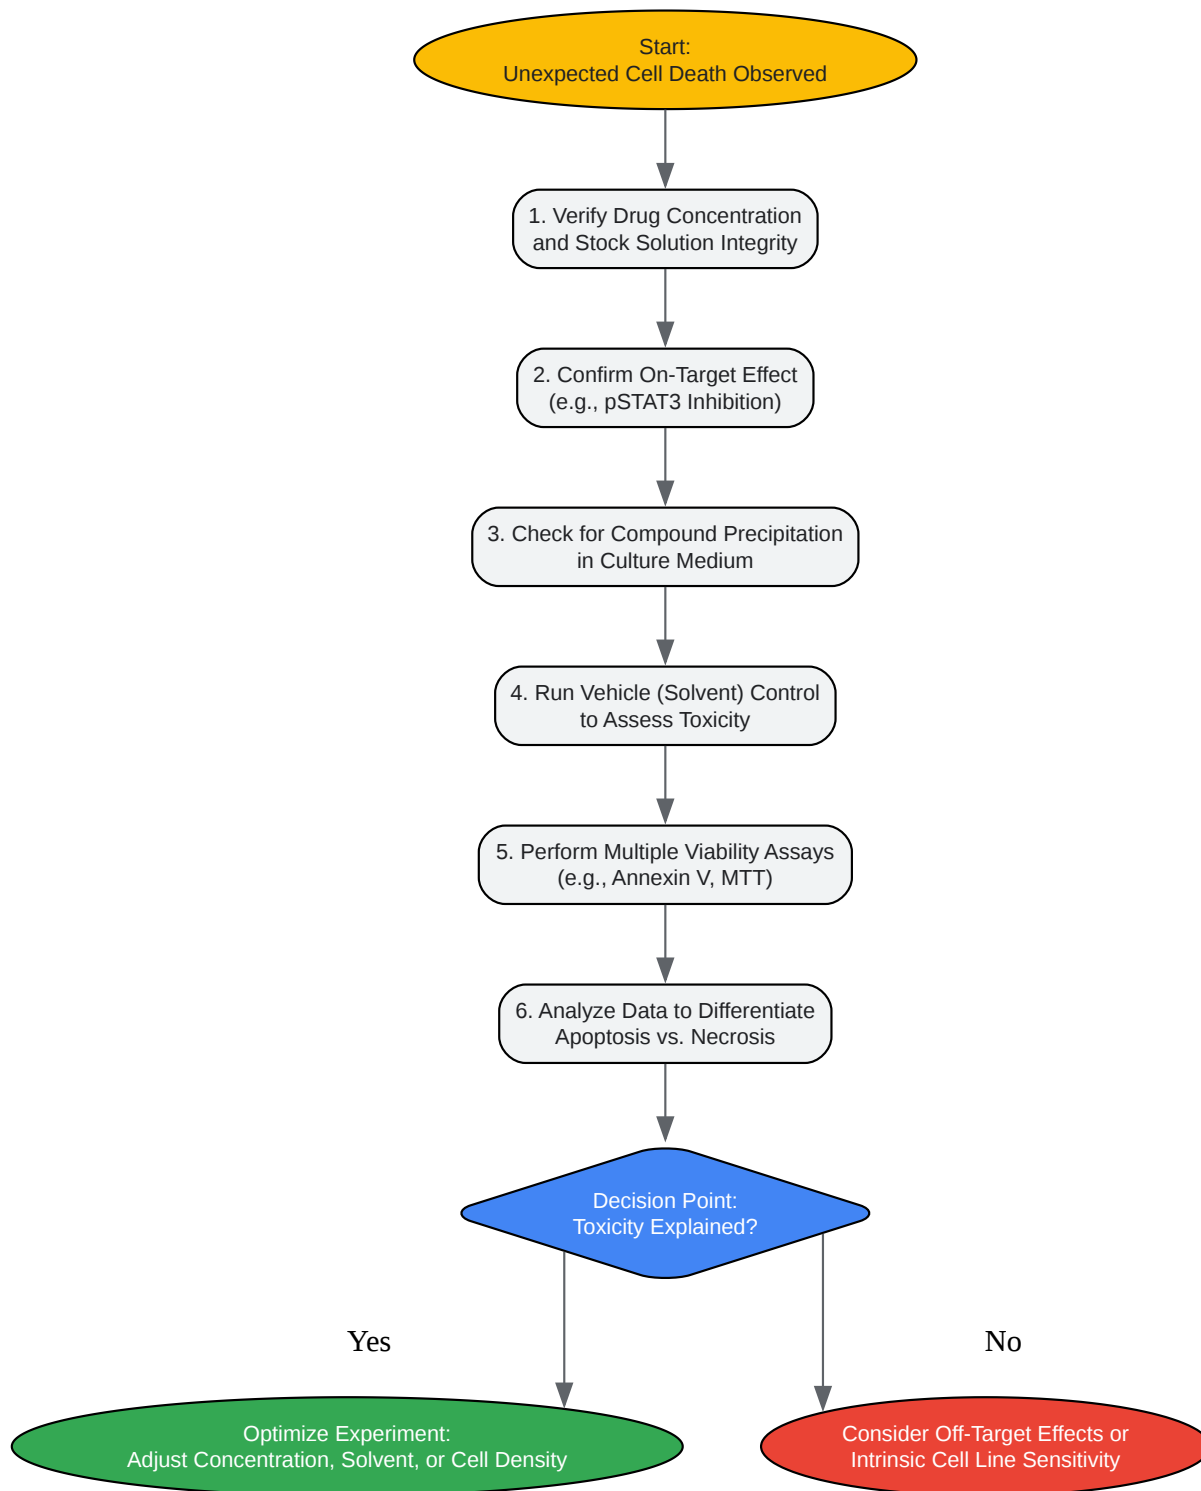 Start:
Unexpected Cell Death Observed
1. Verify Drug Concentration
and Stock Solution Integrity
2. Confirm On-Target Effect
(e.g., pSTAT3 Inhibition)
3. Check for Compound Precipitation
in Culture Medium
4. Run Vehicle (Solvent) Control
to Assess Toxicity
5. Perform Multiple Viability Assays
(e.g., Annexin V, MTT)
6. Analyze Data to Differentiate
Apoptosis vs. Necrosis
Decision Point:
Toxicity Explained?
Yes
No
Optimize Experiment:
Adjust Concentration, Solvent, or Cell Density
Consider Off-Target Effects or
Intrinsic Cell Line Sensitivity